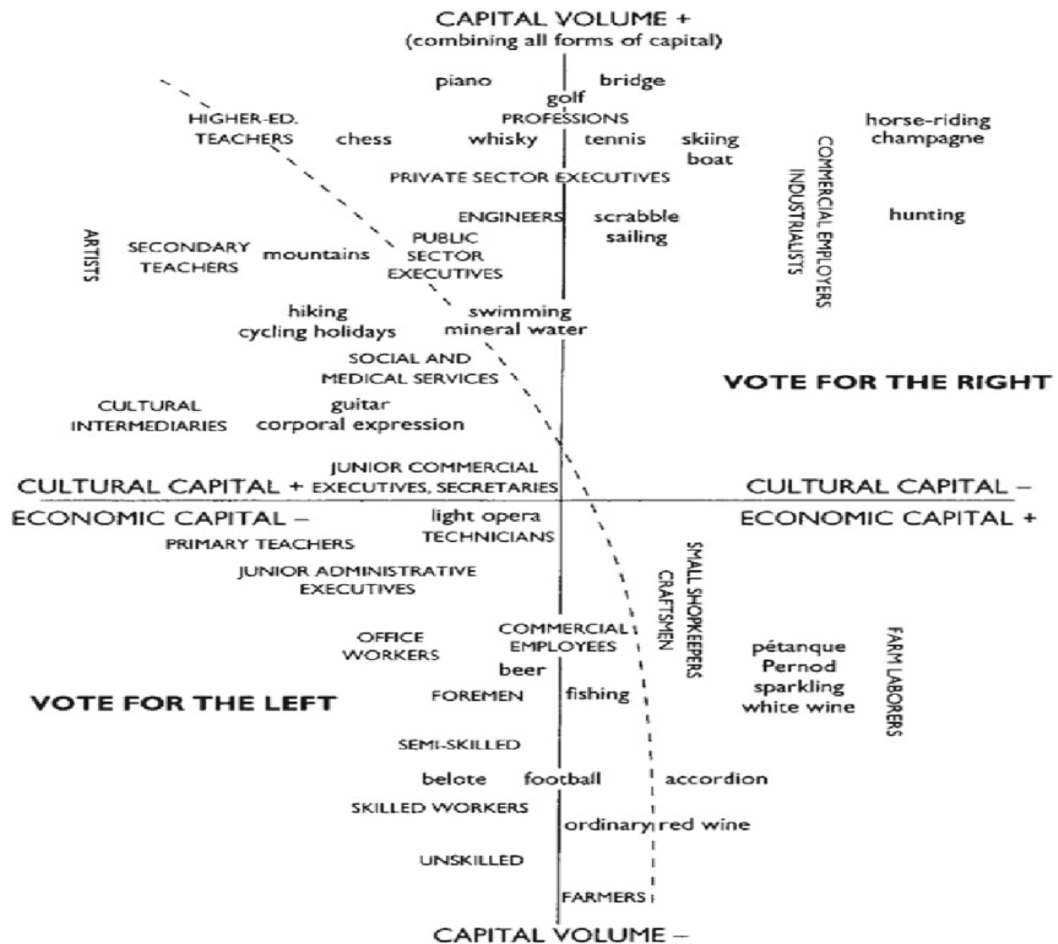 CAPITAL VOLUME +
(combining all forms of capital)
piano
bridge
golf
HIGHER-ED.
TEACHERS
PROFESSIONS
chess
whisky
tennis
skiing
boat
horse-riding
champagne
PRIVATE SECTOR EXECUTIVES
COMMERCIAL EMPLOYERS
INDUSTRIALISTS
ENGINEERS
scrabble
sailing
hunting
ARTISTS
SECONDARY
TEACHERS
mountains
PUBLIC
SECTOR
EXECUTIVES
hiking
cycling holidays
swimming
mineral water
SOCIAL AND
MEDICAL SERVICES
VOTE FOR THE RIGHT
CULTURAL
INTERMEDIARIES
guitar
corporal expression
JUNIOR COMMERCIAL
EXECUTIVES, SECRETARIES
CULTURAL CAPITAL +
CULTURAL CAPITAL –
ECONOMIC CAPITAL –
ECONOMIC CAPITAL +
light opera
TECHNICIANS
PRIMARY TEACHERS
JUNIOR ADMINISTRATIVE
EXECUTIVES
SMALL SHOPKEEPERS
CRAFTSMEN
OFFICE
WORKERS
COMMERCIAL
EMPLOYEES
beer
pétanque
Pernod
sparkling
white wine
FARM LABORERS
VOTE FOR THE LEFT
FOREMEN
fishing
SEMI-SKILLED
belote
football
accordion
SKILLED WORKERS
ordinary red wine
UNSKILLED
FARMERS
CAPITAL VOLUME –